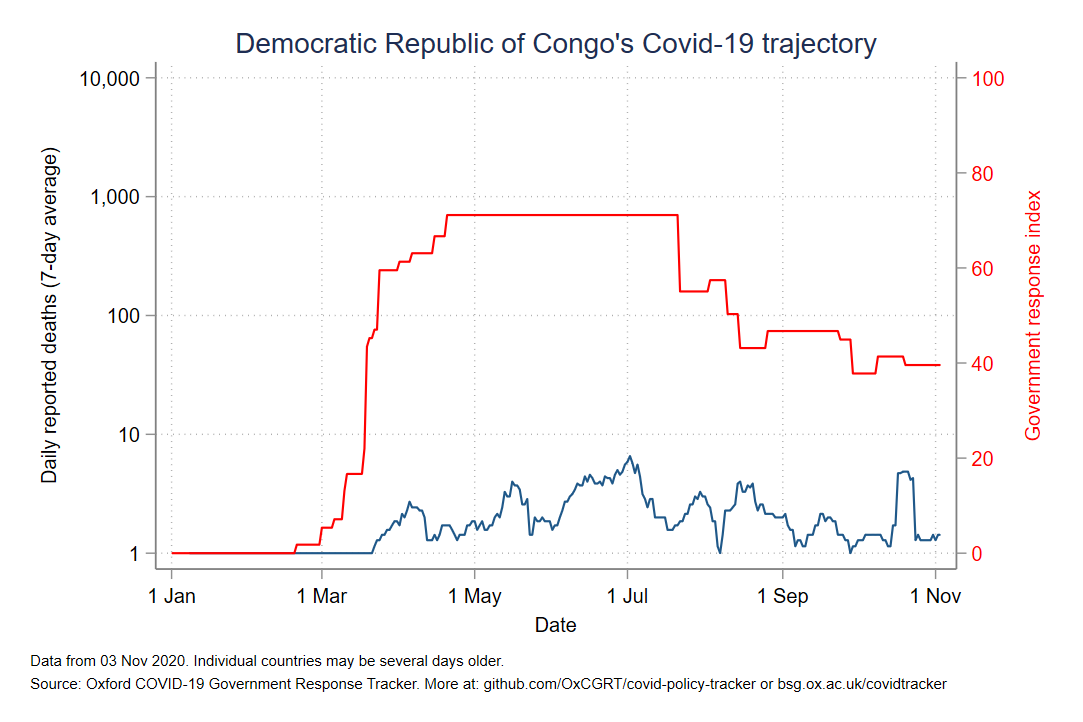 Democratic Republic of Congo's Covid-19 trajectory
Daily reported deaths (7-day average)
10,000
1,000
100
10
1
100
80
60
40
20
0
Government response index
1 Jan
1 Mar
1 May
1 Jul
1 Sep
1 Nov
Date
Data from 03 Nov 2020. Individual countries may be several days older.
Source: Oxford COVID-19 Government Response Tracker. More at: github.com/OxCGRT/covid-policy-tracker or bsg.ox.ac.uk/covidtracker